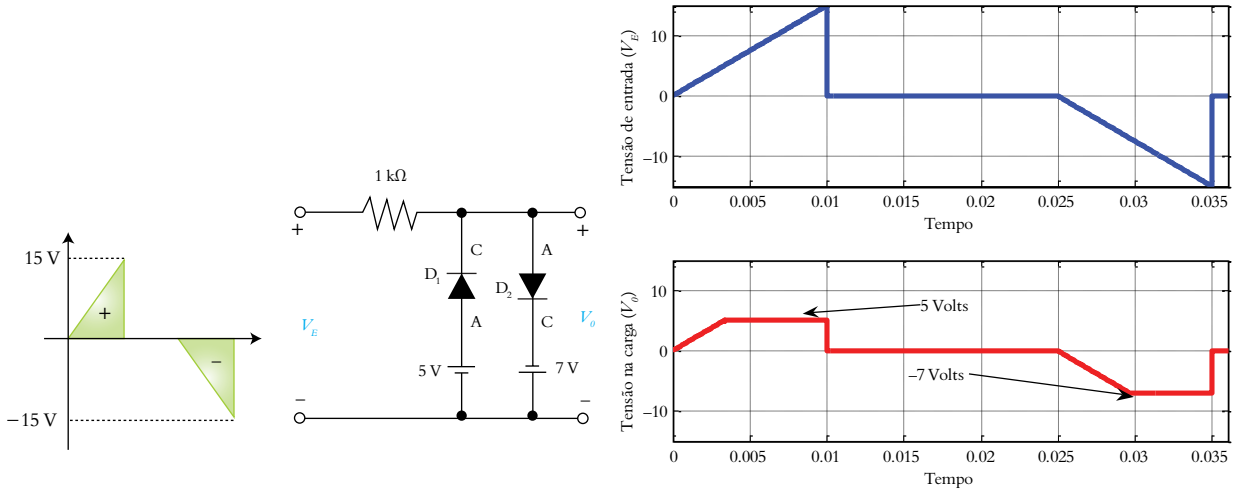 15 V
+
−
−15 V
1 kΩ
+
+
C
A
D1
D2
A
C
VE
V0
5 V
7 V
−
−
Tensão de entrada (VE)
10
0
−10
0
0.005
0.01
0.015
0.02
0.025
0.03
0.035
Tempo
Tensão na carga (V0)
10
0
−10
5 Volts
−7 Volts
0
0.005
0.01
0.015
0.02
0.025
0.03
0.035
Tempo